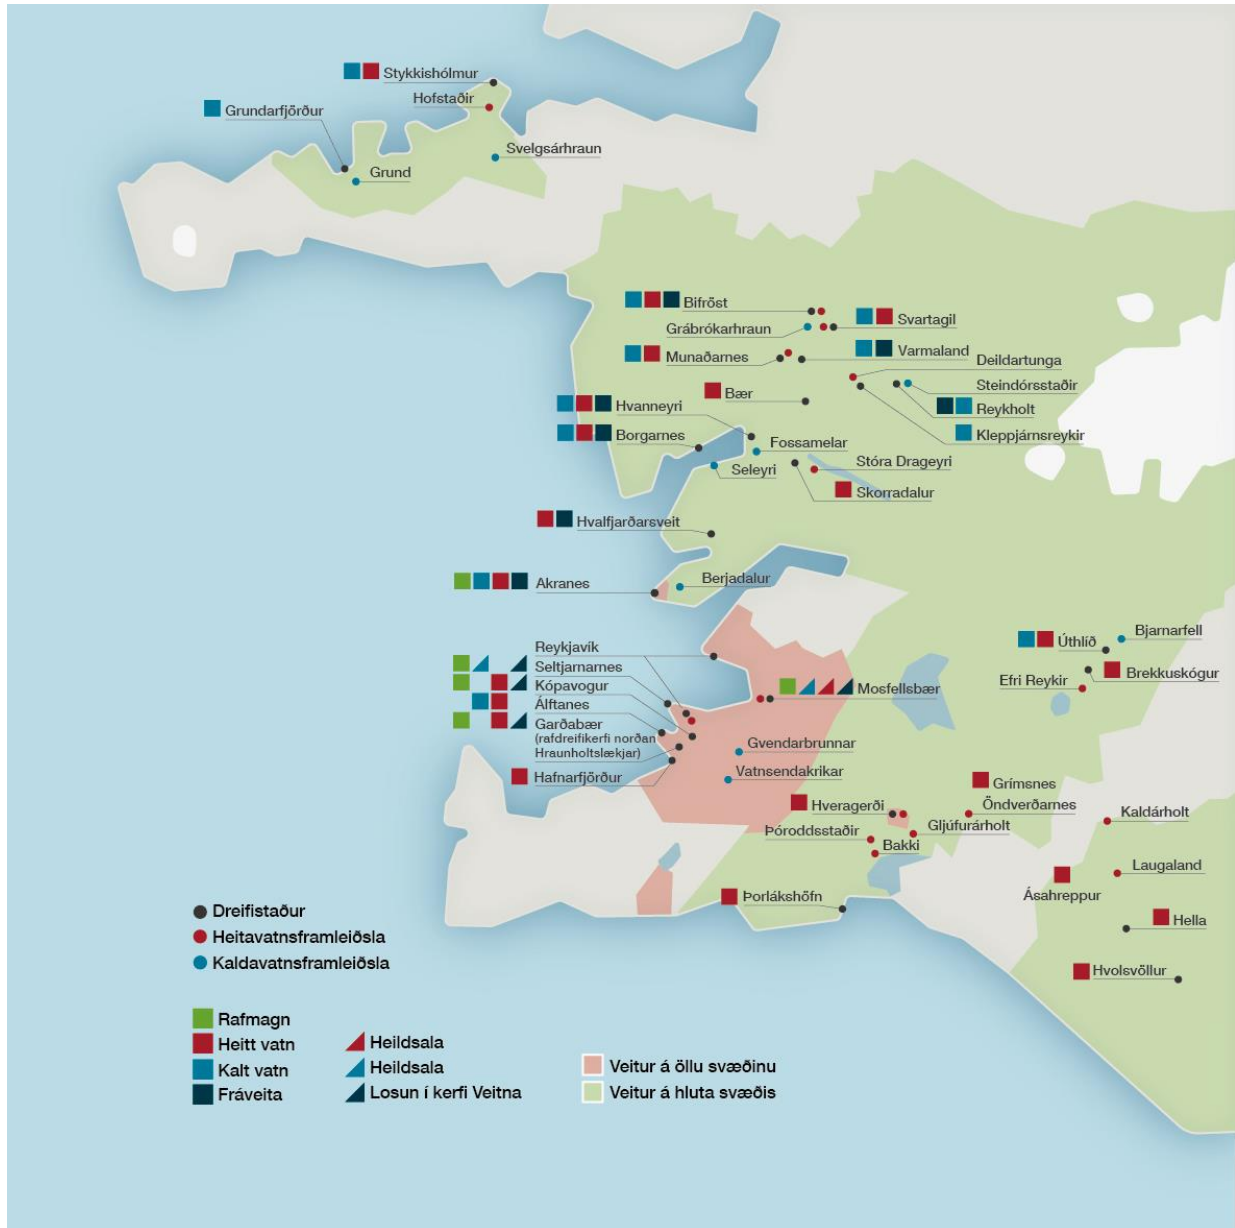 Stykkishólmur
Hofstaðir
Grundarfjörður
Svelgsárhraun
Grund
Bifröst
Svartagil
Grábrókarhraun
Munaðarnes
Varmaland
Deildartunga
Steindórsstaðir
Bær
Reykholt
Hvanneyri
Kleppjárnsreykir
Borgarnes
Fossamelar
Seleyri
Stóra Drageyri
Skorradalur
Hvalfjarðarsveit
Akranes
Berjadalur
Reykjavík
Seltjarnarnes
Kópavogur
Álftanes
Garðabær
(rafdreifikerfi norðan
Hraunholtslækjar)
Hafnarfjörður
Mosfellsbær
Gvendarbrunnar
Vatnsendakrikar
Úthlíð
Bjarnarfell
Brekkuskógur
Efri Reykir
Grímsnes
Öndverðarnes
Hveragerði
Gljúfurárholt
Þóroddsstaðir
Bakki
Kaldárholt
Laugaland
Ásahreppur
Þorlákshöfn
Hella
Hvolsvöllur
Dreifistaður
Heitavatnsframleiðsla
Kaldavatnsframleiðsla
Rafmagn
Heitt vatn
Kalt vatn
Fráveita
Heildsala
Heildsala
Losun í kerfi Veitna
Veitur á öllu svæðinu
Veitur á hluta svæðis